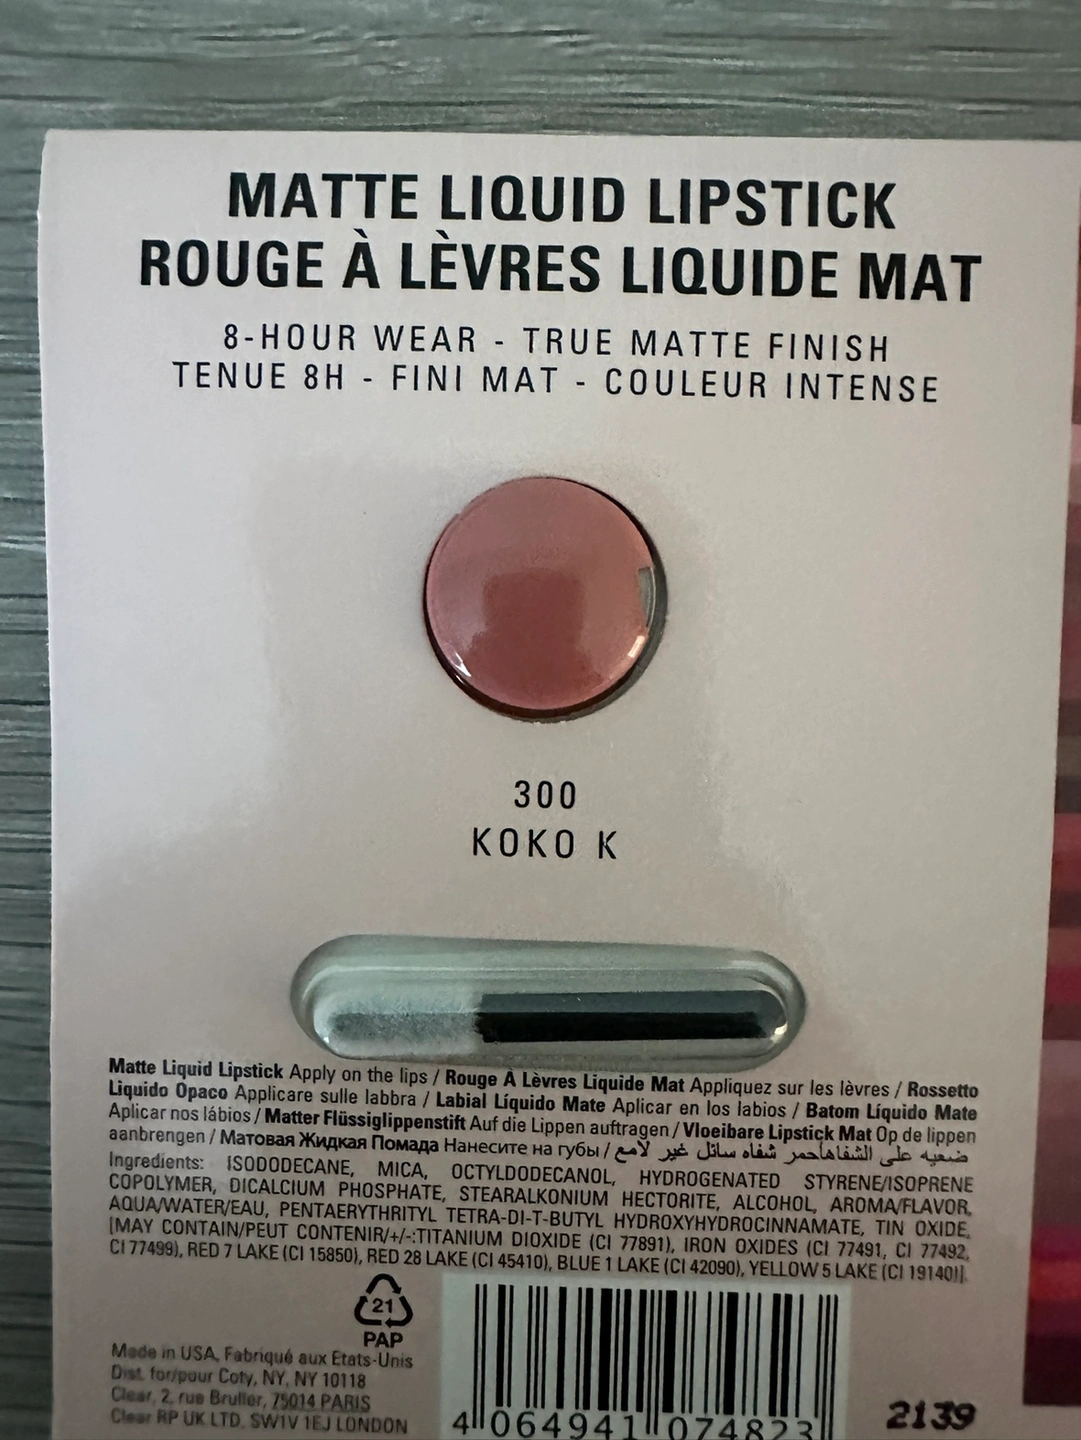 MATTE LIQUID LIPSTICK
ROUGE À LÈVRES LIQUIDE MAT
8-HOUR WEAR - TRUE MATTE FINISH
TENUE 8H - FINI MAT - COULEUR INTENSE
300
KOKO K
Matte Liquid Lipstick Apply on the lips / Rouge À Lèvres Liquide Mat Appliquez sur les lèvres / Rossetto
Liquido Opaco Applicare sulle labbra / Labial Líquido Mate Aplicar en los labios / Batom Líquido Mate
Aplicar nos lábios / Matter Flüssiglippenstift Auf die Lippen auftragen / Vloeibare Lipstick Mat Op de lippen
aanbrengen / Матовая Жидкая Помада Нанесите на губы / ضعيه على الشفاهاحمر شفاه سائل غير لامع
Ingredients: ISODODECANE, MICA, OCTYLDODECANOL, HYDROGENATED STYRENE/ISOPRENE
COPOLYMER, DICALCIUM PHOSPHATE, STEARALKONIUM HECTORITE, ALCOHOL, AROMA/FLAVOR,
AQUA/WATER/EAU, PENTAERYTHRITYL TETRA-DI-T-BUTYL HYDROXYHYDROCINNAMATE, TIN OXIDE,
[MAY CONTAIN/PEUT CONTENIR/+/-:TITANIUM DIOXIDE (CI 77891), IRON OXIDES (CI 77491, CI 77492,
CI 77499), RED 7 LAKE (CI 15850), RED 28 LAKE (CI 45410), BLUE 1 LAKE (CI 42090), YELLOW 5 LAKE (CI 19140)].
21
PAP
Made in USA, Fabriqué aux Etats-Unis
Dist. for/pour Coty, NY, NY 10118
Clear, 2, rue Bruller, 75014 PARIS
Clear RP UK LTD. SW1V 1EJ LONDON
4 064941 074823
2139